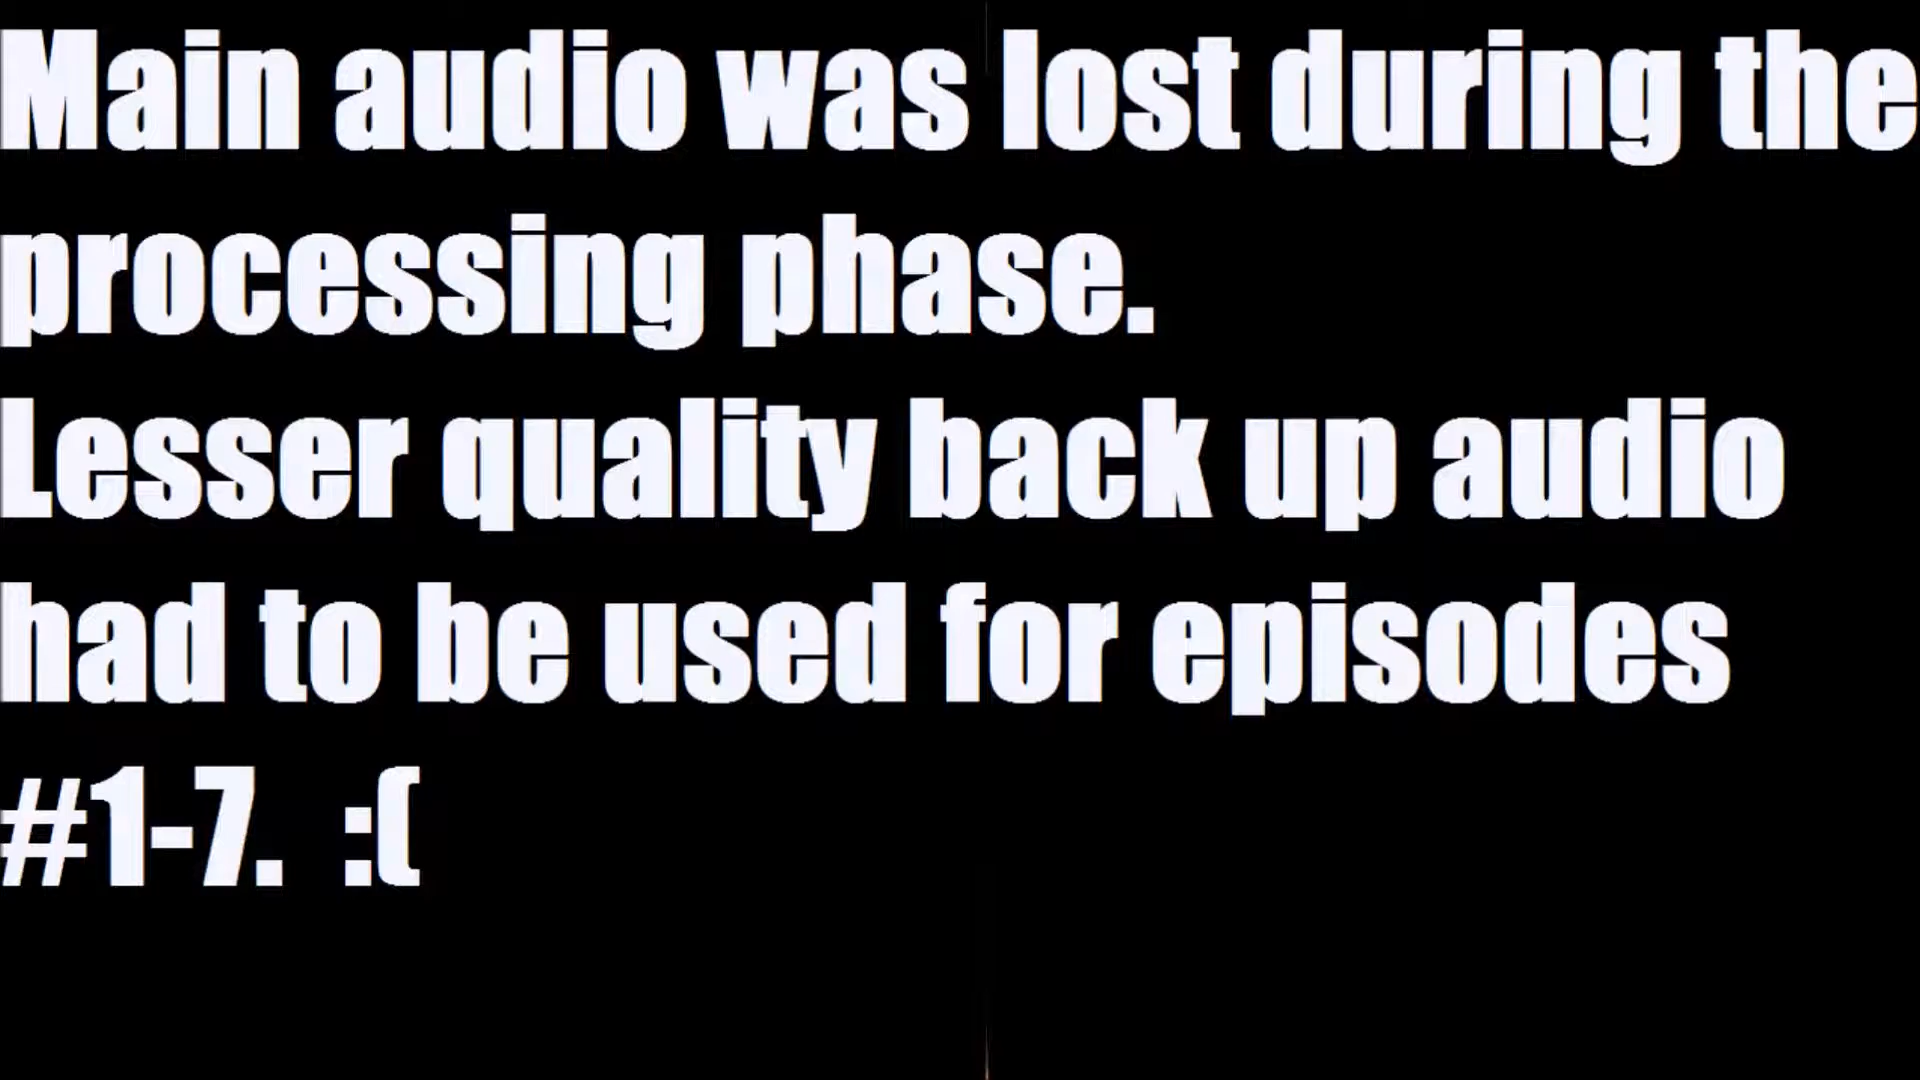 Main audio was lost during the
processing phase.
Lesser quality back up audio
had to be used for episodes
#1-7.  :(